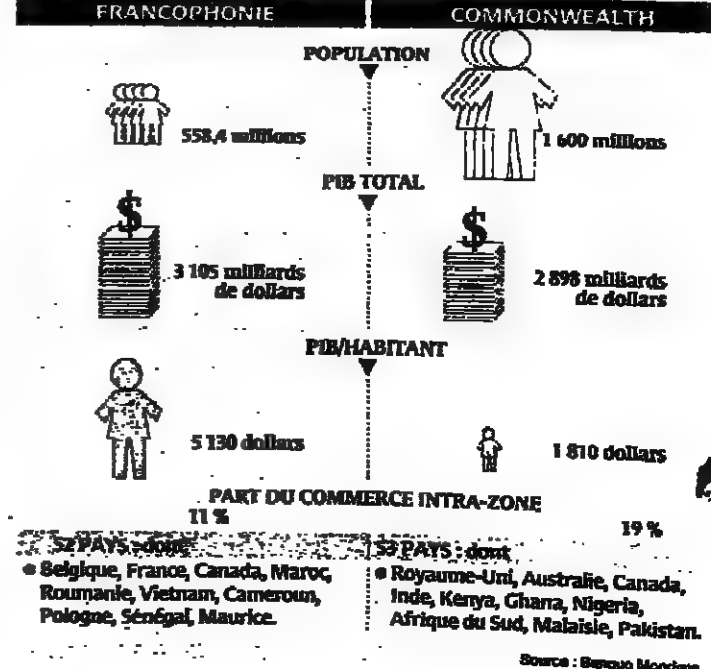 FRANCOPHONIE
COMMONWEALTH
POPULATION
558,4 millions
1 600 millions
PIB TOTAL
$
$
3 105 milliards
de dollars
2 898 milliards
de dollars
PIB/HABITANT
5 130 dollars
1 810 dollars
PART DU COMMERCE INTRA-ZONE
11 %
19 %
52 PAYS : dont
● Belgique, France, Canada, Maroc,
Roumanie, Vietnam, Cameroun,
Pologne, Sénégal, Maurice.
53 PAYS : dont
● Royaume-Uni, Australie, Canada,
Inde, Kenya, Ghana, Nigeria,
Afrique du Sud, Malaisie, Pakistan.
Source : Banque Mondiale